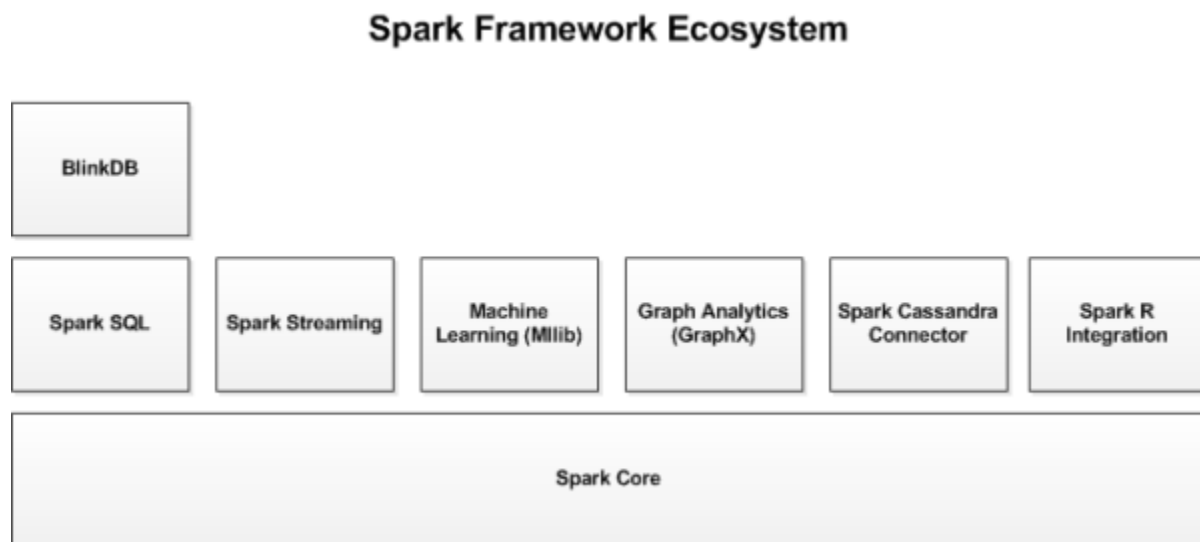 Spark Framework Ecosystem
BlinkDB
Spark SQL
Spark Streaming
Machine
Learning (MLlib)
Graph Analytics
(GraphX)
Spark Cassandra
Connector
Spark R
Integration
Spark Core